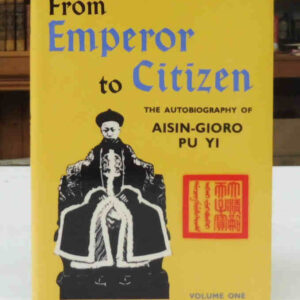 From
Emperor
to Citizen
THE AUTOBIOGRAPHY OF
AISIN-GIORO
PU YI
VOLUME ONE